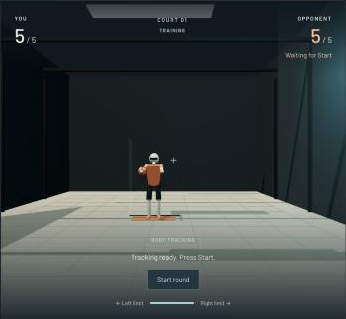 YOU
5 / 5
COURT 01
TRAINING
OPPONENT
5 / 5
Waiting for Start
BODY TRACKING
Tracking ready. Press Start.
Start round
← Left limit
Right limit →